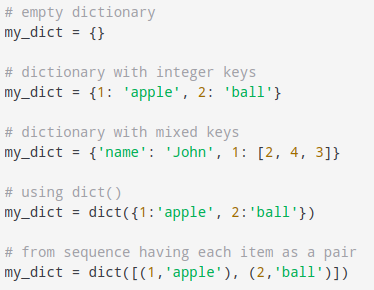 # empty dictionary
my_dict = {}

# dictionary with integer keys
my_dict = {1: 'apple', 2: 'ball'}

# dictionary with mixed keys
my_dict = {'name': 'John', 1: [2, 4, 3]}

# using dict()
my_dict = dict({1:'apple', 2:'ball'})

# from sequence having each item as a pair
my_dict = dict([(1,'apple'), (2,'ball')])